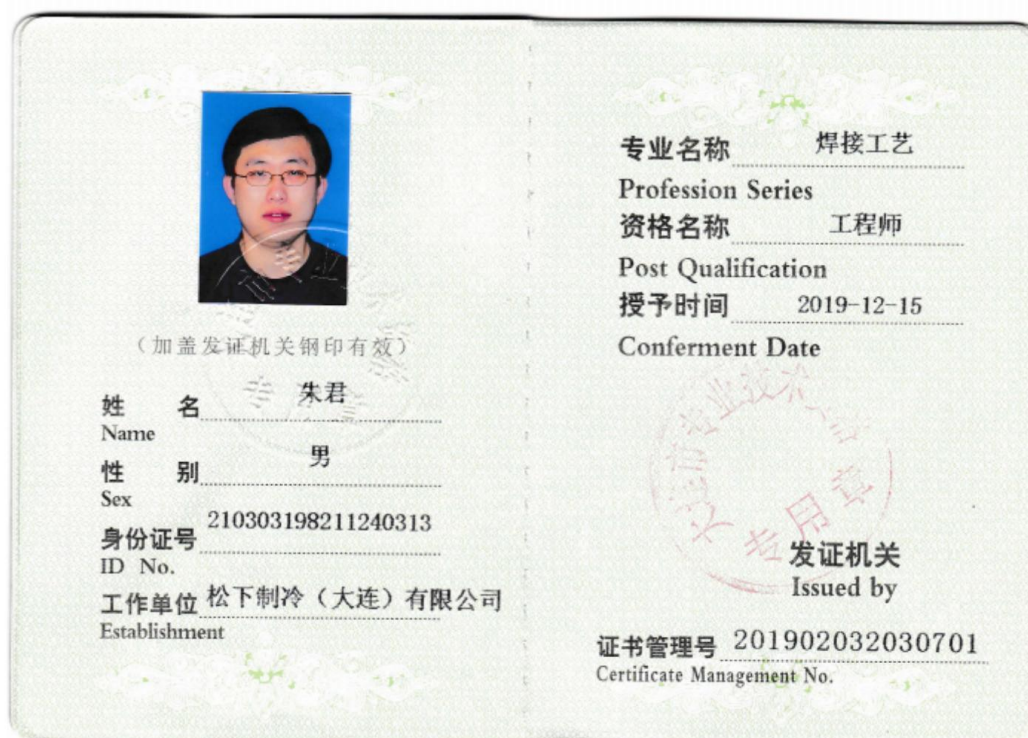 (加盖发证机关钢印有效)
姓 名 朱君
Name
性 别 男
Sex
身份证号 210303198211240313
ID No.
工作单位 松下制冷（大连）有限公司
Establishment
专业名称 焊接工艺
Profession Series
资格名称 工程师
Post Qualification
授予时间 2019-12-15
Conferment Date
专用章
发证机关
Issued by
证书管理号 201902032030701
Certificate Management No.